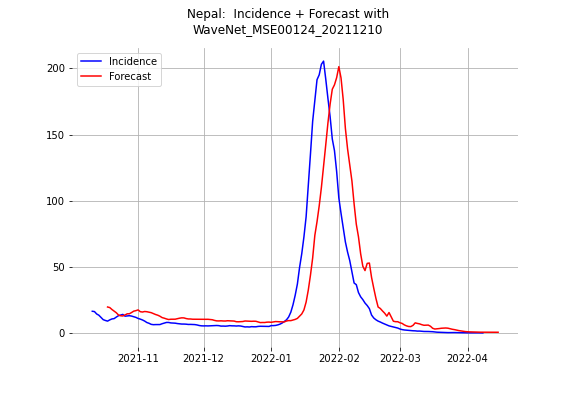 Nepal:  Incidence + Forecast with
WaveNet_MSE00124_20211210
Incidence
Forecast
200
150
100
50
0
2021-11 2021-12 2022-01 2022-02 2022-03 2022-04